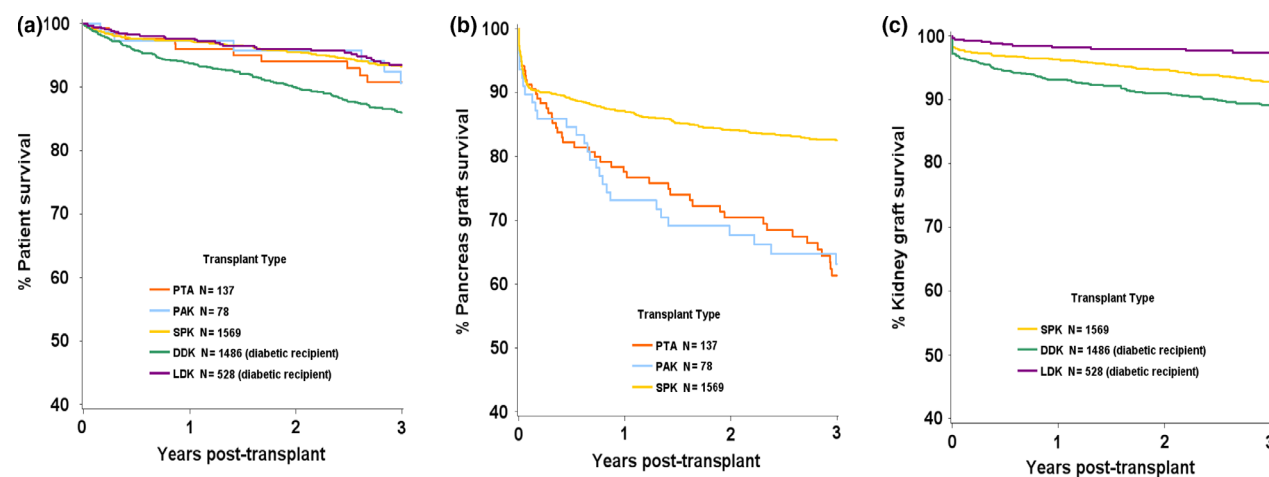 (a)
% Patient survival
100
90
80
70
60
50
40
Transplant Type
PTA N= 137
PAK N= 78
SPK N= 1569
DDK N= 1486 (diabetic recipient)
LDK N= 528 (diabetic recipient)
0 1 2 3
Years post-transplant
(b)
% Pancreas graft survival
100
90
80
70
60
50
40
Transplant Type
PTA N= 137
PAK N= 78
SPK N= 1569
0 1 2 3
Years post-transplant
(c)
% Kidney graft survival
100
90
80
70
60
50
40
Transplant Type
SPK N= 1569
DDK N= 1486 (diabetic recipient)
LDK N= 528 (diabetic recipient)
0 1 2 3
Years post-transplant